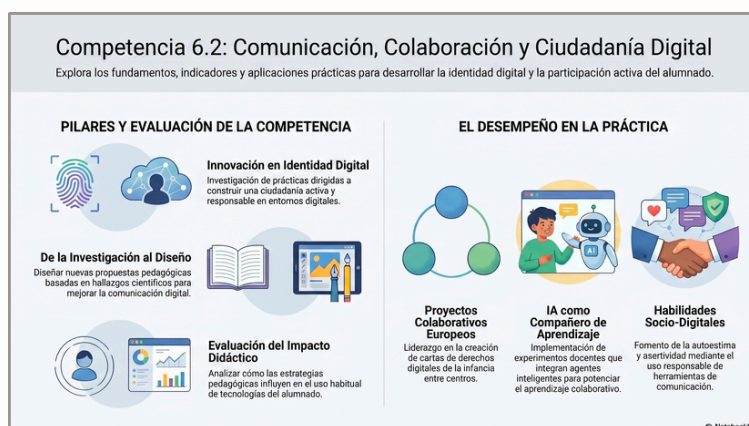 Competencia 6.2: Comunicación, Colaboración y Ciudadanía Digital
Explora los fundamentos, indicadores y aplicaciones prácticas para desarrollar la identidad digital y la participación activa del alumnado.
PILARES Y EVALUACIÓN DE LA COMPETENCIA
Innovación en Identidad Digital
Investigación de prácticas dirigidas a
construir una ciudadanía activa y
responsable en entornos digitales.
De la Investigación al Diseño
Diseñar nuevas propuestas pedagógicas
basadas en hallazgos científicos para
mejorar la comunicación digital.
Evaluación del Impacto
Didáctico
Analizar cómo las estrategias
pedagógicas influyen en el uso habitual
de tecnologías del alumnado.
EL DESEMPEÑO EN LA PRÁCTICA
AI
Proyectos
Colaborativos
Europeos
Liderazgo en la creación
de cartas de derechos
digitales de la infancia
entre centros.
IA como
Compañero de
Aprendizaje
Implementación de
experimentos docentes que
integran agentes
inteligentes para potenciar
el aprendizaje colaborativo.
Habilidades
Socio-Digitales
Fomento de la autoestima
y asertividad mediante el
uso responsable de
herramientas de
comunicación.